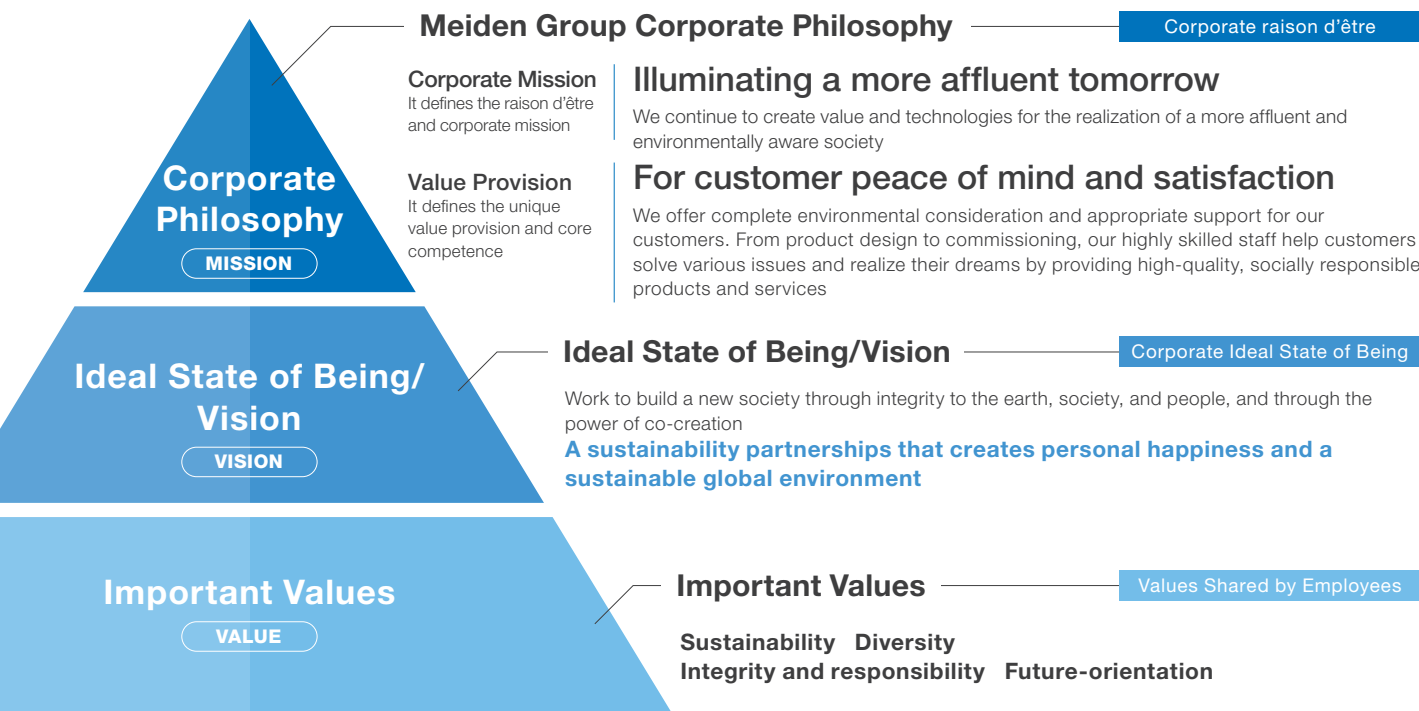 Meiden Group Corporate Philosophy
Corporate raison d’être
Corporate Mission
It defines the raison d’être
and corporate mission
Illuminating a more affluent tomorrow
We continue to create value and technologies for the realization of a more affluent and
environmentally aware society
Value Provision
It defines the unique
value provision and core
competence
For customer peace of mind and satisfaction
We offer complete environmental consideration and appropriate support for our
customers. From product design to commissioning, our highly skilled staff help customers
solve various issues and realize their dreams by providing high-quality, socially responsible
products and services
Corporate
Philosophy
MISSION
Ideal State of Being/Vision
Corporate Ideal State of Being
Work to build a new society through integrity to the earth, society, and people, and through the
power of co-creation
A sustainability partnerships that creates personal happiness and a
sustainable global environment
Ideal State of Being/
Vision
VISION
Important Values
Values Shared by Employees
Sustainability Diversity
Integrity and responsibility Future-orientation
Important Values
VALUE